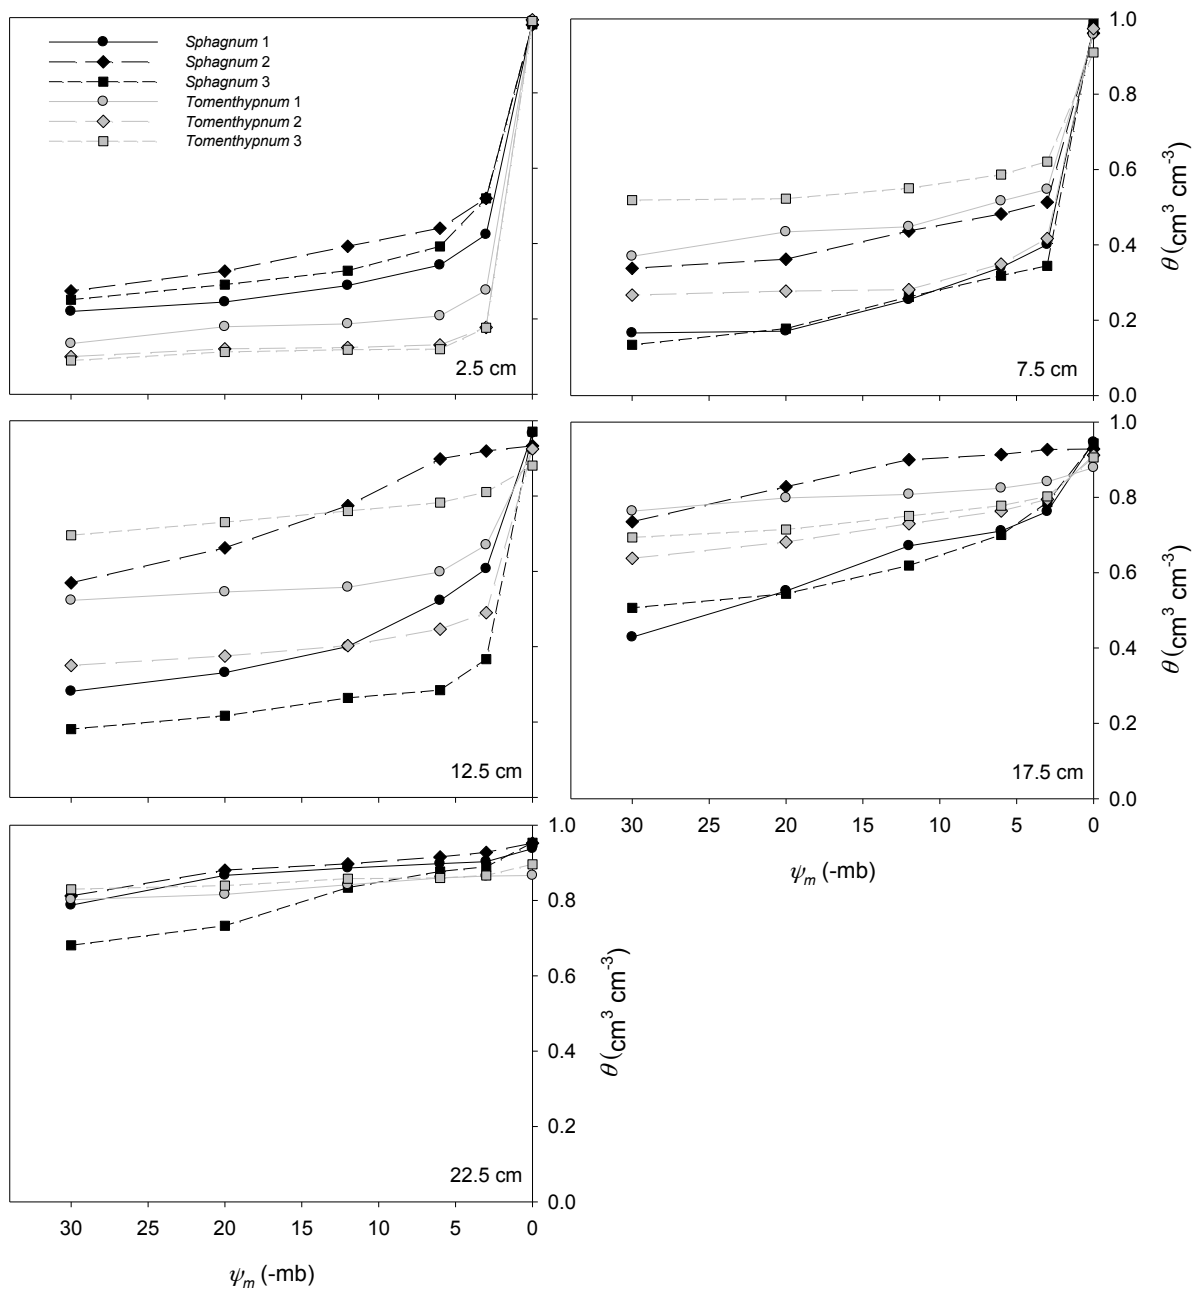 Sphagnum 1
Sphagnum 2
Sphagnum 3
Tomenthypnum 1
Tomenthypnum 2
Tomenthypnum 3
2.5 cm
1.0
0.8
0.6
0.4
0.2
0.0
θ (cm³ cm⁻³)
7.5 cm
12.5 cm
1.0
0.8
0.6
0.4
0.2
0.0
θ (cm³ cm⁻³)
17.5 cm
30 25 20 15 10 5 0
ψₘ (-mb)
1.0
0.8
0.6
0.4
0.2
0.0
θ (cm³ cm⁻³)
22.5 cm
30 25 20 15 10 5 0
ψₘ (-mb)